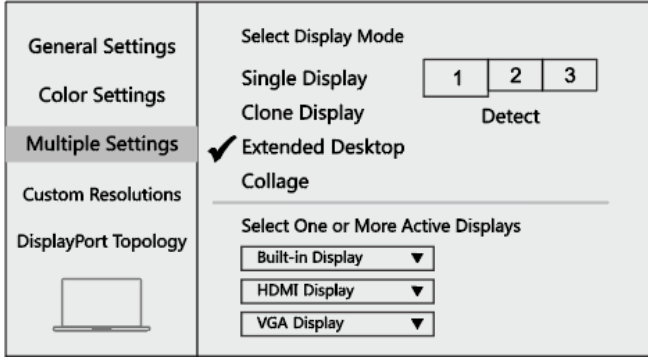 General Settings
Color Settings
Multiple Settings
Custom Resolutions
DisplayPort Topology
Select Display Mode
Single Display
Clone Display
Extended Desktop
Collage
1 2 3
Detect
Select One or More Active Displays
Built-in Display
HDMI Display
VGA Display